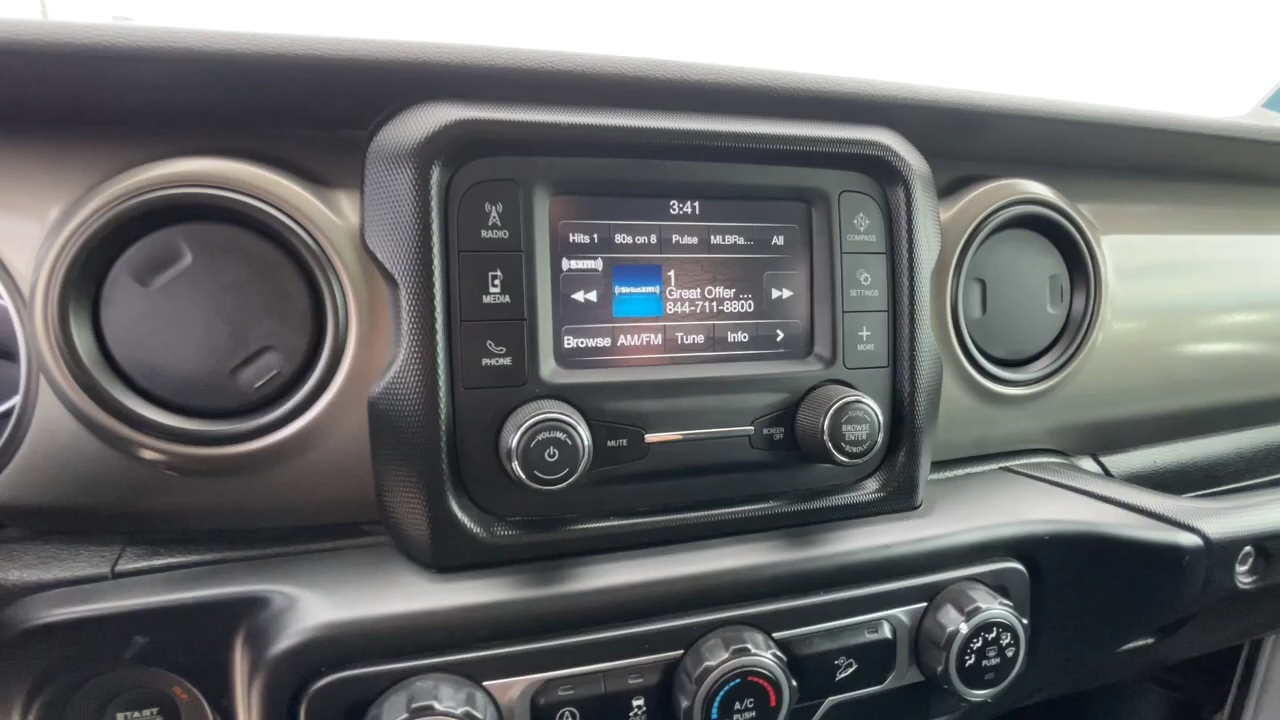 RADIO
MEDIA
PHONE
3:41
Hits 1 80s on 8 Pulse MLBRa... All
((sxm))
((SiriusXM))
1
Great Offer ...
844-711-8800
Browse AM/FM Tune Info >
N
COMPASS
SETTINGS
MORE
VOLUME
MUTE
SCREEN
OFF
TUNE
BROWSE
ENTER
SCROLL
START
RUN
A
A/C
PUSH
PUSH